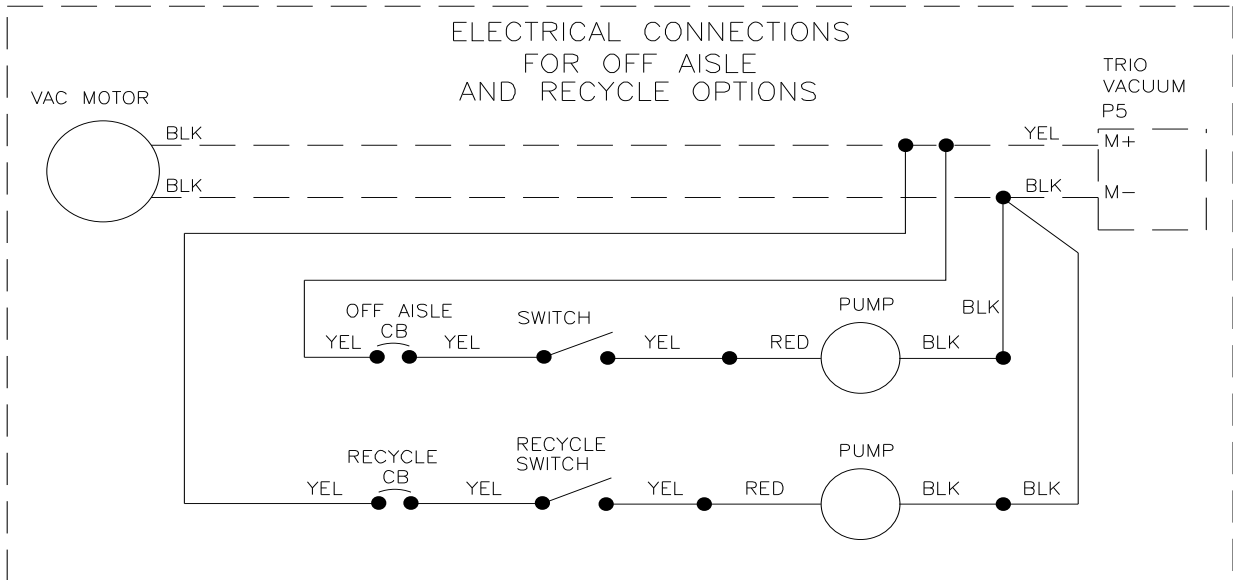 ELECTRICAL CONNECTIONS
FOR OFF AISLE
AND RECYCLE OPTIONS
VAC MOTOR
TRIO
VACUUM
P5
BLK
YEL
M+
BLK
BLK
M-
OFF AISLE
CB
SWITCH
PUMP
BLK
YEL
YEL
YEL
RED
BLK
RECYCLE
CB
RECYCLE
SWITCH
PUMP
YEL
YEL
YEL
RED
BLK
BLK